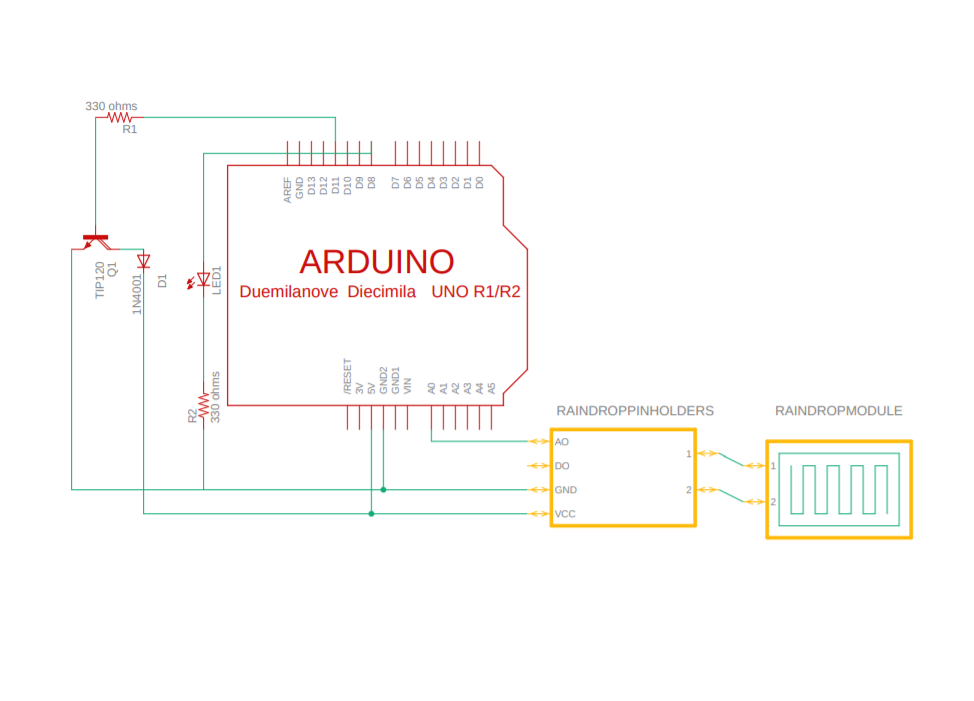 330 ohms
R1
AREF
GND
D13
D12
D11
D10
D9
D8
D7
D6
D5
D4
D3
D2
D1
D0
TIP120
Q1
1N4001
D1
LED1
ARDUINO
Duemilanove Diecimila UNO R1/R2
R2
330 ohms
/RESET
3V
5V
GND2
GND1
VIN
A0
A1
A2
A3
A4
A5
RAINDROPPINHOLDERS
AO
DO
GND
VCC
1
2
RAINDROPMODULE
1
2